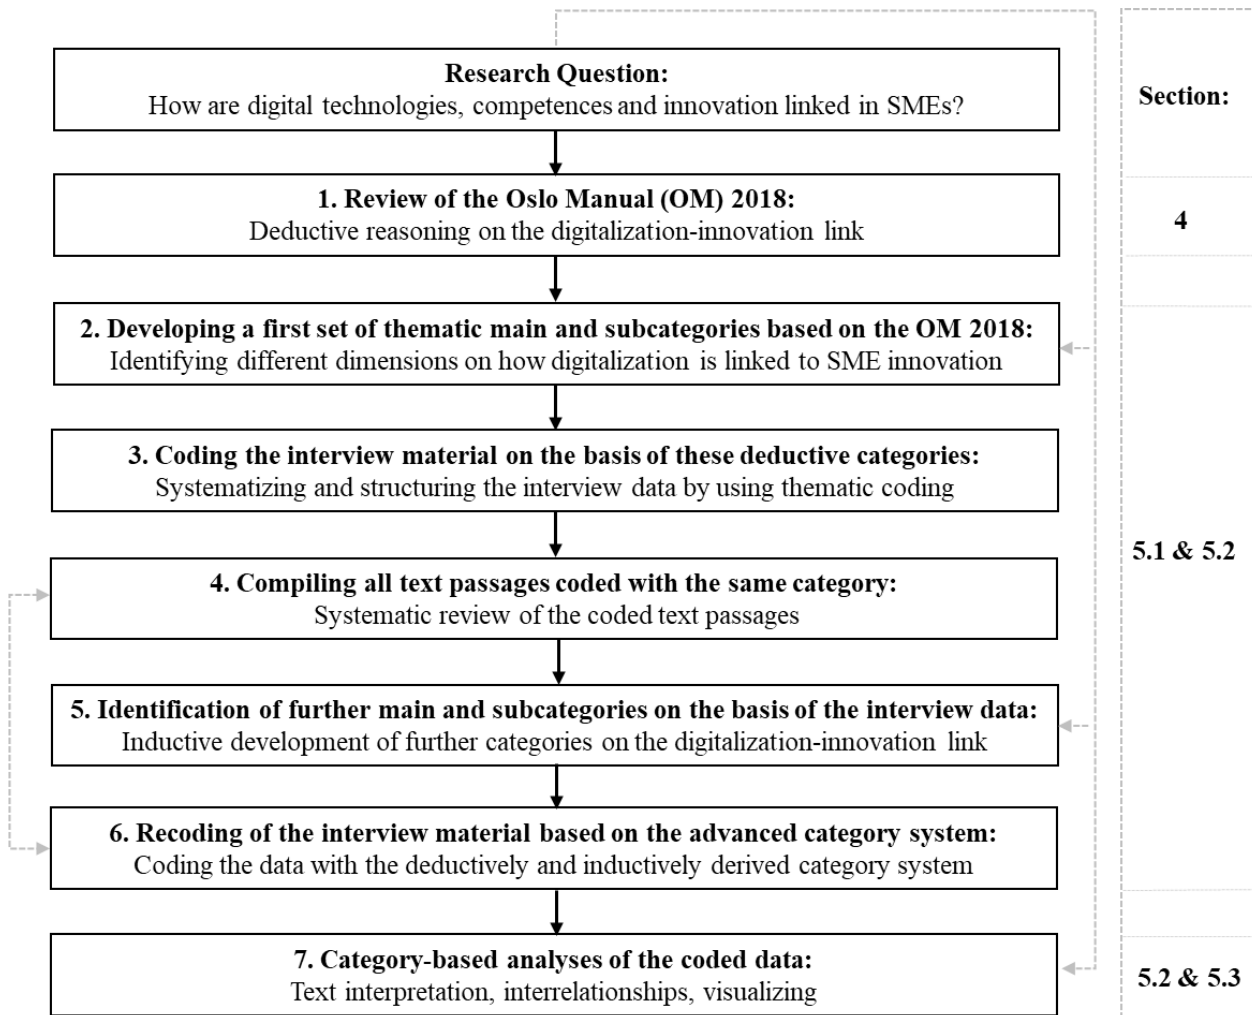 Research Question:
How are digital technologies, competences and innovation linked in SMEs?
Section:
1. Review of the Oslo Manual (OM) 2018:
Deductive reasoning on the digitalization-innovation link
4
2. Developing a first set of thematic main and subcategories based on the OM 2018:
Identifying different dimensions on how digitalization is linked to SME innovation
3. Coding the interview material on the basis of these deductive categories:
Systematizing and structuring the interview data by using thematic coding
4. Compiling all text passages coded with the same category:
Systematic review of the coded text passages
5.1 & 5.2
5. Identification of further main and subcategories on the basis of the interview data:
Inductive development of further categories on the digitalization-innovation link
6. Recoding of the interview material based on the advanced category system:
Coding the data with the deductively and inductively derived category system
7. Category-based analyses of the coded data:
Text interpretation, interrelationships, visualizing
5.2 & 5.3